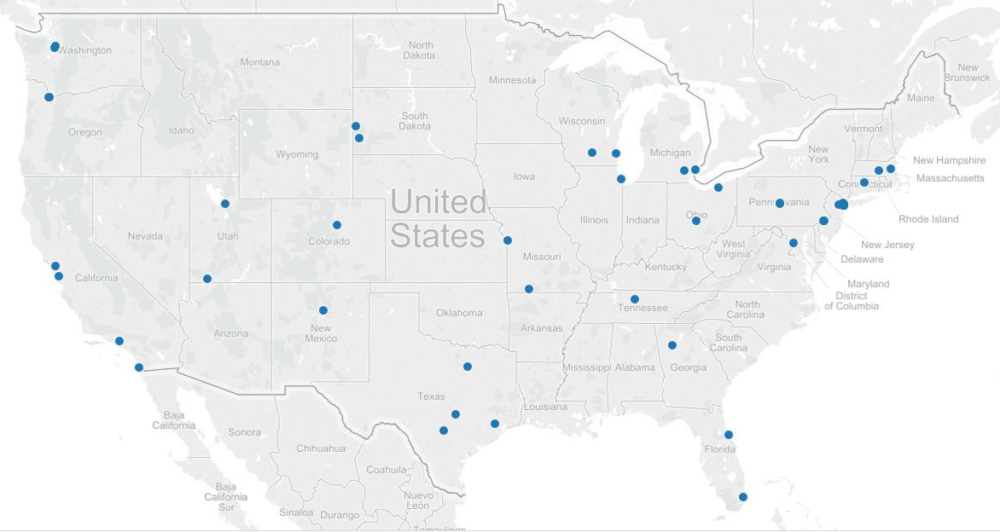 Washington
Montana
North
Dakota
Minnesota
New
Brunswick
Maine
Oregon
Idaho
South
Dakota
Wisconsin
Vermont
Wyoming
Michigan
New
York
New Hampshire
Massachusetts
Iowa
United
States
Nevada
Utah
Colorado
Illinois
Indiana
Ohio
Rhode Island
New Jersey
Delaware
California
Missouri
West
Virginia
Virginia
Kentucky
Maryland
District
of Columbia
Arizona
New
Mexico
Oklahoma
Arkansas
Tennessee
North
Carolina
South
Carolina
Mississippi
Alabama
Georgia
Texas
Louisiana
Florida
Baja
California
Sonora
Chihuahua
Coahuila
Baja
California
Sur
Sinaloa
Durango
Nuevo
León
Tamaulipas